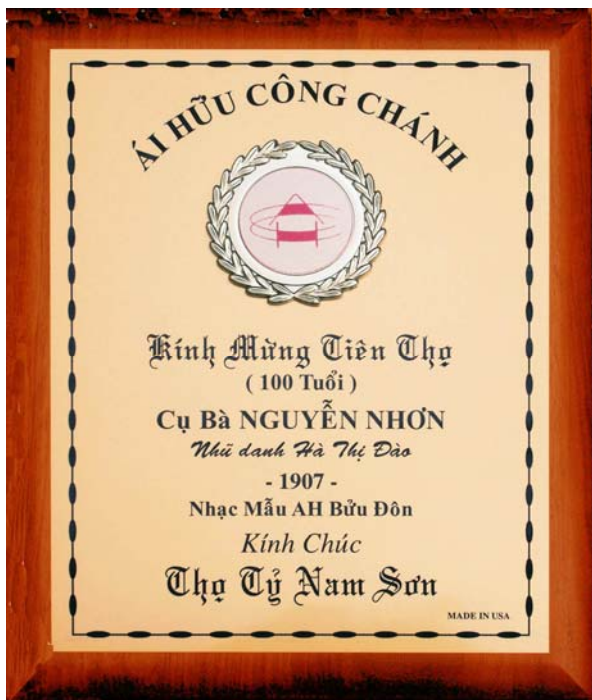 ÁI HỮU CÔNG CHÁNH
Kính Mừng Tiên Thọ
( 100 Tuổi )
Cụ Bà NGUYỄN NHƠN
Nhũ danh Hà Thị Đào
- 1907 -
Nhạc Mẫu AH Bửu Đôn
Kính Chúc
Thọ Tỷ Nam Sơn
MADE IN USA